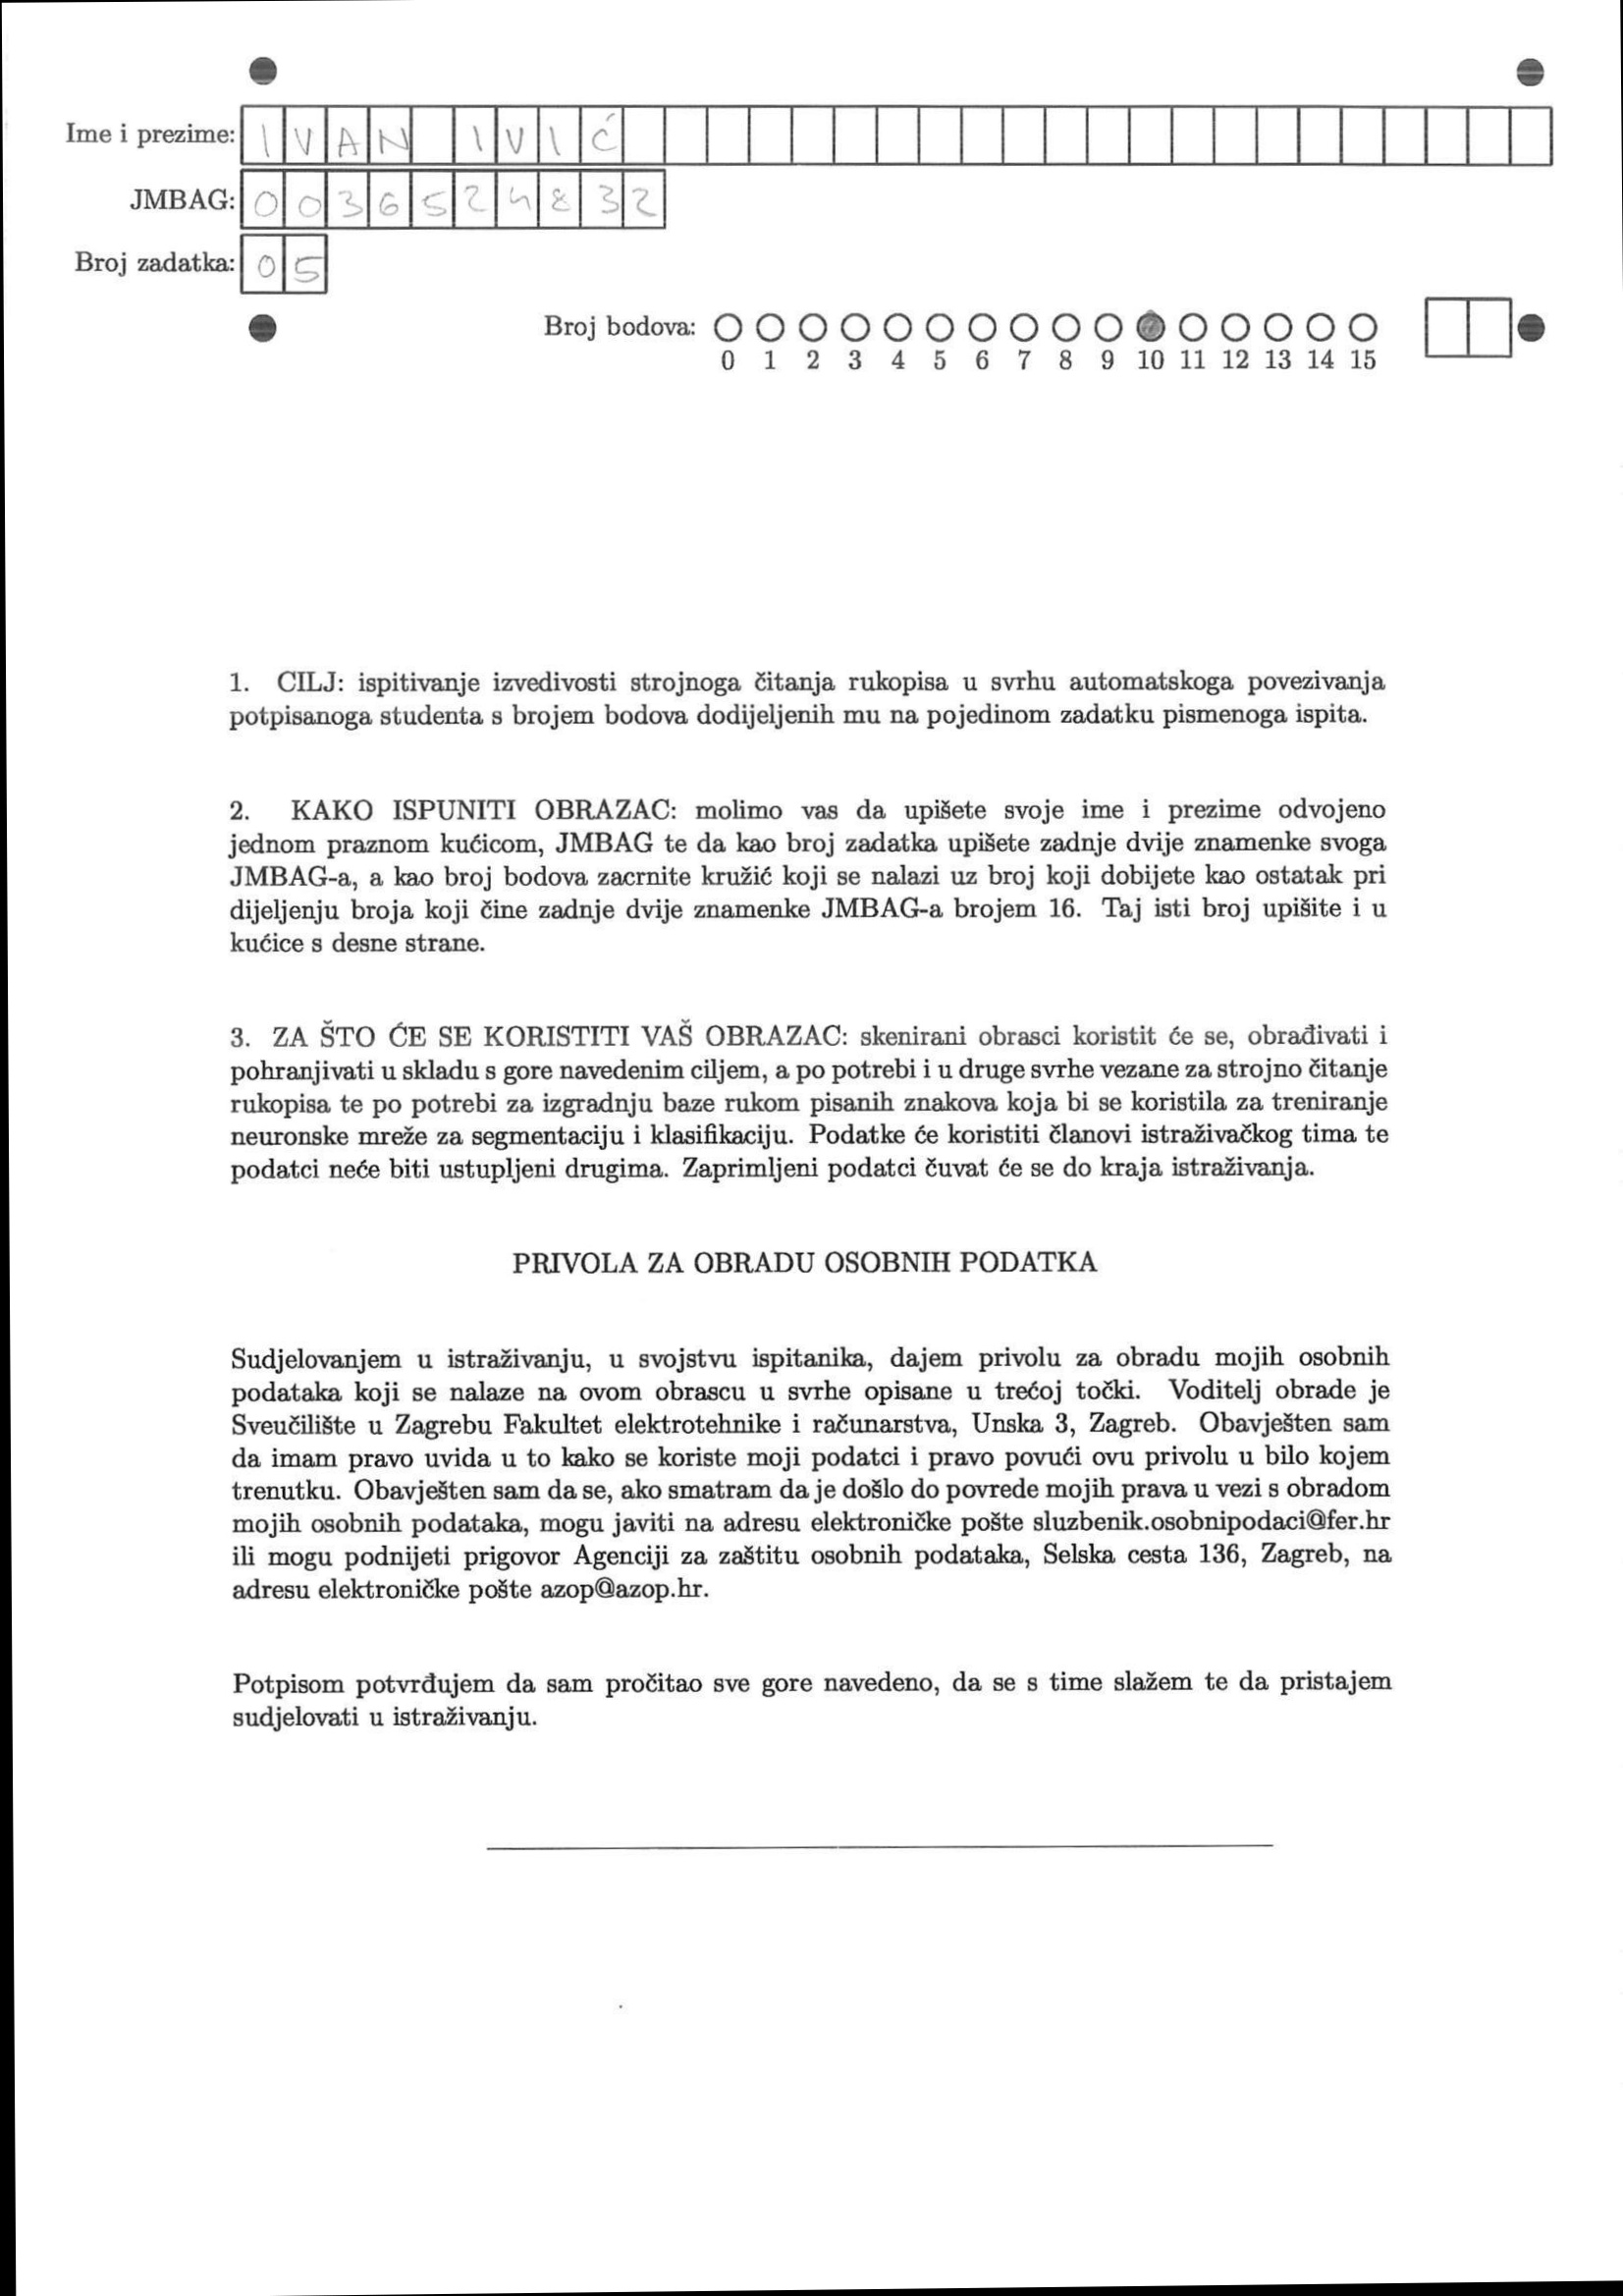 Ime i prezime: IVAN IVIĆ
JMBAG: 0036524832
Broj zadatka: 05
Broj bodova:
0 1 2 3 4 5 6 7 8 9 10 11 12 13 14 15
1. CILJ: ispitivanje izvedivosti strojnoga čitanja rukopisa u svrhu automatskoga povezivanja
potpisanoga studenta s brojem bodova dodijeljenih mu na pojedinom zadatku pismenoga ispita.
2. KAKO ISPUNITI OBRAZAC: molimo vas da upišete svoje ime i prezime odvojeno
jednom praznom kućicom, JMBAG te da kao broj zadatka upišete zadnje dvije znamenke svoga
JMBAG-a, a kao broj bodova zacrnite kružić koji se nalazi uz broj koji dobijete kao ostatak pri
dijeljenju broja koji čine zadnje dvije znamenke JMBAG-a brojem 16. Taj isti broj upišite i u
kućice s desne strane.
3. ZA ŠTO ĆE SE KORISTITI VAŠ OBRAZAC: skenirani obrasci koristit će se, obrađivati i
pohranjivati u skladu s gore navedenim ciljem, a po potrebi i u druge svrhe vezane za strojno čitanje
rukopisa te po potrebi za izgradnju baze rukom pisanih znakova koja bi se koristila za treniranje
neuronske mreže za segmentaciju i klasifikaciju. Podatke će koristiti članovi istraživačkog tima te
podatci neće biti ustupljeni drugima. Zaprimljeni podatci čuvat će se do kraja istraživanja.
PRIVOLA ZA OBRADU OSOBNIH PODATKA
Sudjelovanjem u istraživanju, u svojstvu ispitanika, dajem privolu za obradu mojih osobnih
podataka koji se nalaze na ovom obrascu u svrhe opisane u trećoj točki. Voditelj obrade je
Sveučilište u Zagrebu Fakultet elektrotehnike i računarstva, Unska 3, Zagreb. Obavješten sam
da imam pravo uvida u to kako se koriste moji podatci i pravo povući ovu privolu u bilo kojem
trenutku. Obavješten sam da se, ako smatram da je došlo do povrede mojih prava u vezi s obradom
mojih osobnih podataka, mogu javiti na adresu elektroničke pošte sluzbenik.osobnipodaci@fer.hr
ili mogu podnijeti prigovor Agenciji za zaštitu osobnih podataka, Selska cesta 136, Zagreb, na
adresu elektroničke pošte azop@azop.hr.
Potpisom potvrđujem da sam pročitao sve gore navedeno, da se s time slažem te da pristajem
sudjelovati u istraživanju.